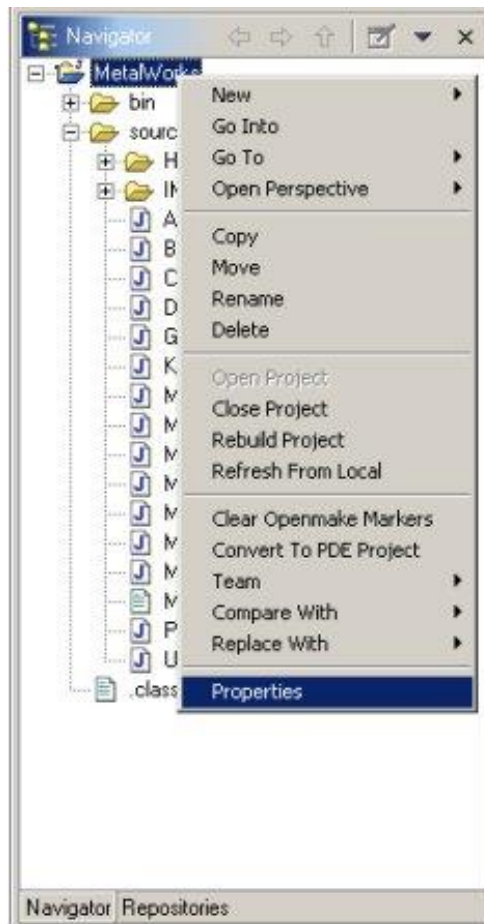 Navigator
MetalWorks
bin
sourc
H
IM
A
B
C
D
G
K
M
M
M
M
M
M
M
M
P
U
.class
New
Go Into
Go To
Open Perspective
Copy
Move
Rename
Delete
Open Project
Close Project
Rebuild Project
Refresh From Local
Clear Openmake Markers
Convert To PDE Project
Team
Compare With
Replace With
Properties
Navigator Repositories